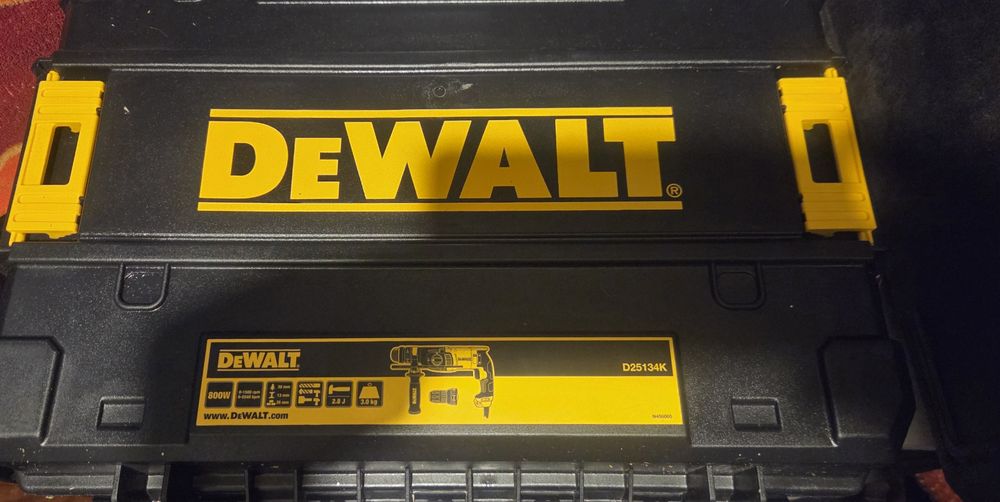 DEWALT®
DEWALT
D25134K
800W
2.8 J
3.0 kg
www.DEWALT.com